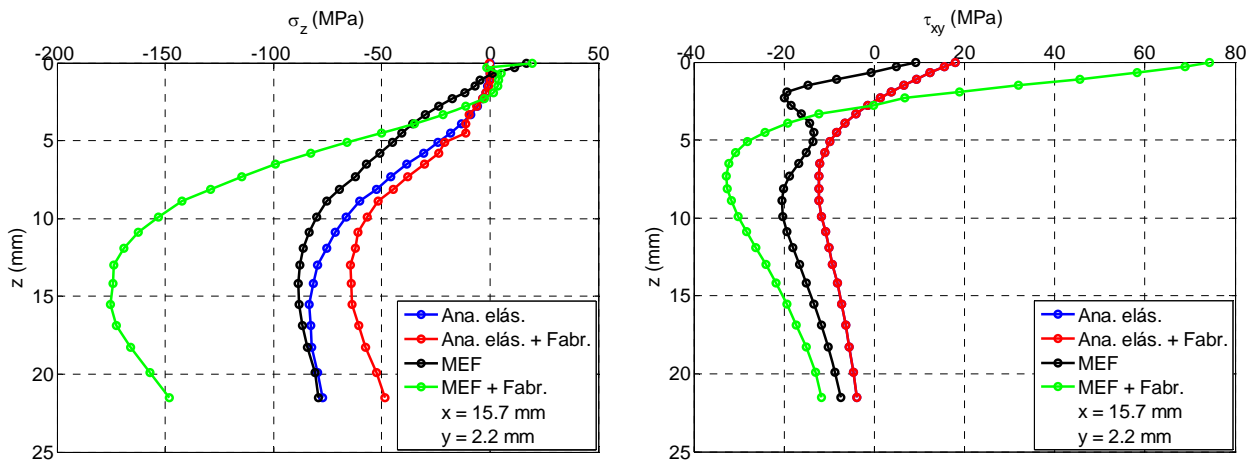 σz (MPa)
-200 -150 -100 -50 0 50
0
5
10
15
20
25
z (mm)
Ana. elás.
Ana. elás. + Fabr.
MEF
MEF + Fabr.
x = 15.7 mm
y = 2.2 mm
τxy (MPa)
-40 -20 0 20 40 60 80
0
5
10
15
20
25
z (mm)
Ana. elás.
Ana. elás. + Fabr.
MEF
MEF + Fabr.
x = 15.7 mm
y = 2.2 mm